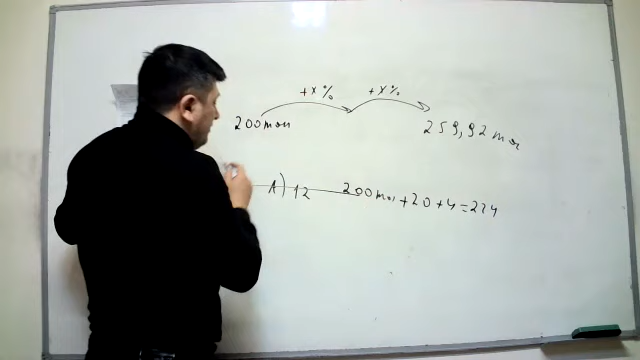 +x% +x%
200 man 259,92 man
A) 12 200 man + 20 + 4 = 224